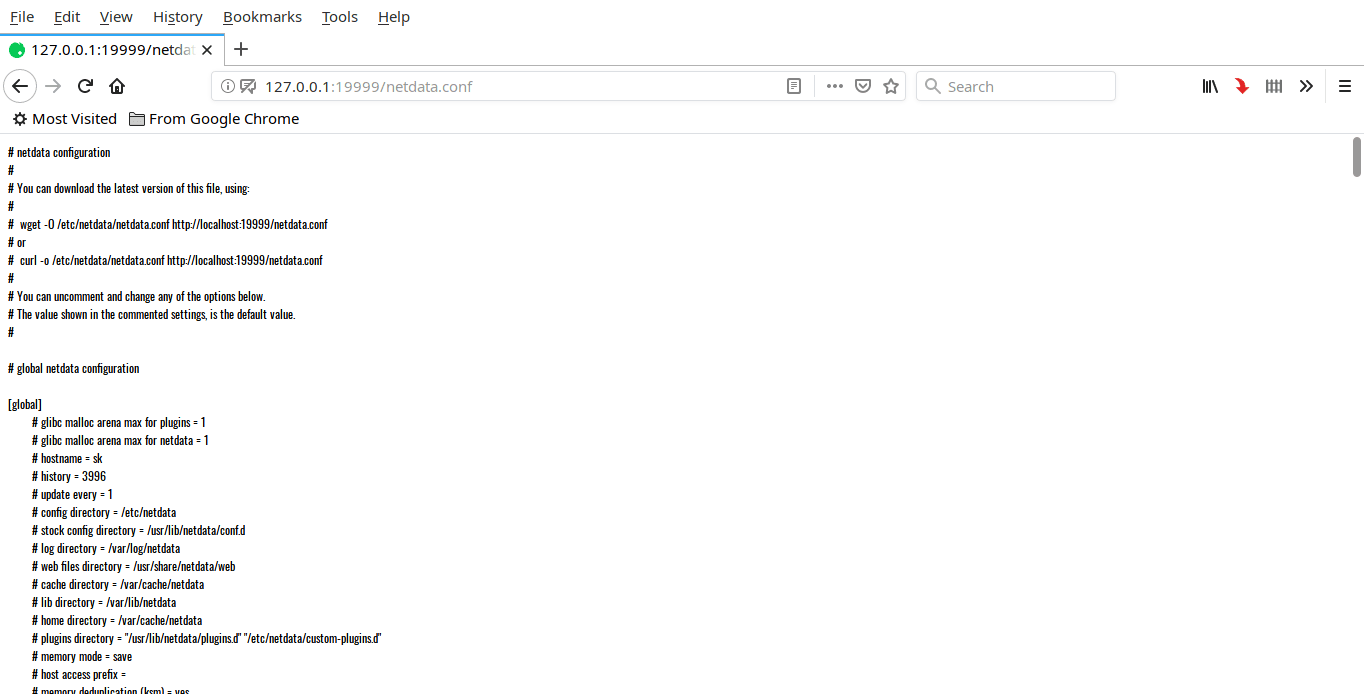 File Edit View History Bookmarks Tools Help
127.0.0.1:19999/netdat
127.0.0.1:19999/netdata.conf
Search
Most Visited From Google Chrome
# netdata configuration
#
# You can download the latest version of this file, using:
#
# wget -O /etc/netdata/netdata.conf http://localhost:19999/netdata.conf
# or
# curl -o /etc/netdata/netdata.conf http://localhost:19999/netdata.conf
#
# You can uncomment and change any of the options below.
# The value shown in the commented settings, is the default value.
#
# global netdata configuration
[global]
# glibc malloc arena max for plugins = 1
# glibc malloc arena max for netdata = 1
# hostname = sk
# history = 3996
# update every = 1
# config directory = /etc/netdata
# stock config directory = /usr/lib/netdata/conf.d
# log directory = /var/log/netdata
# web files directory = /usr/share/netdata/web
# cache directory = /var/cache/netdata
# lib directory = /var/lib/netdata
# home directory = /var/cache/netdata
# plugins directory = "/usr/lib/netdata/plugins.d" "/etc/netdata/custom-plugins.d"
# memory mode = save
# host access prefix =
# memory deduplication (ksm) = yes